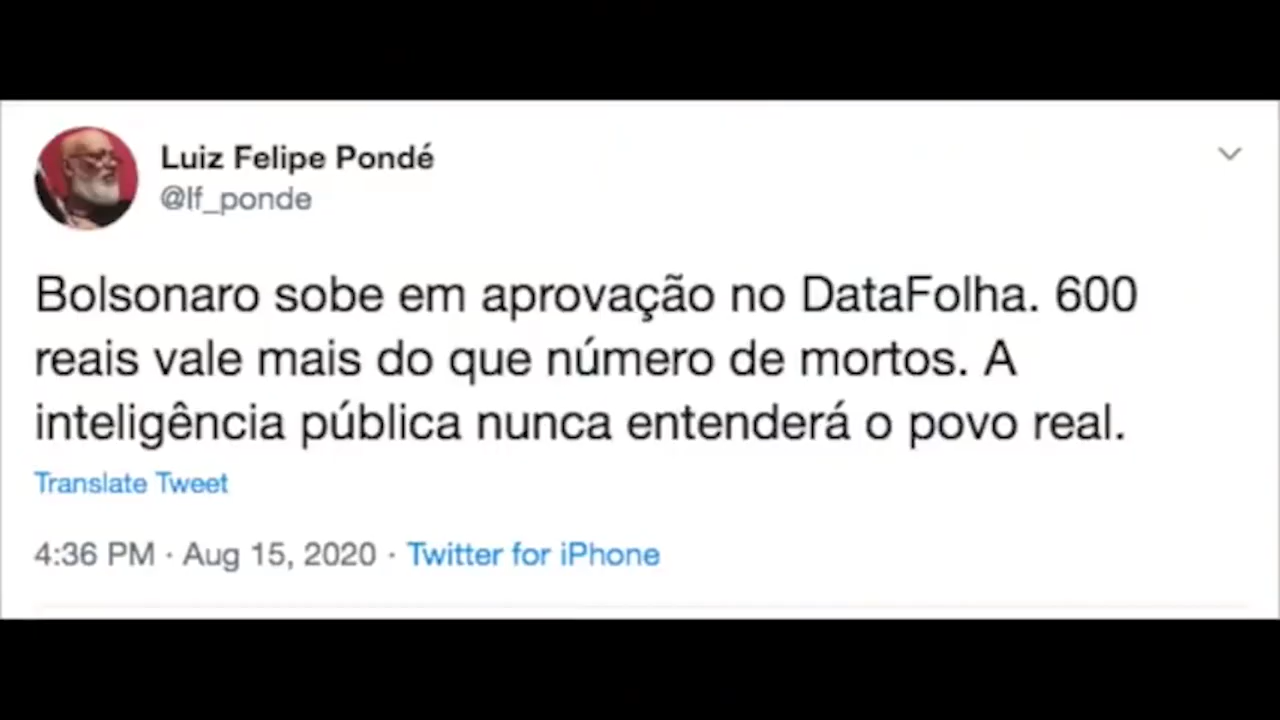 Luiz Felipe Pondé
@lf_ponde
Bolsonaro sobe em aprovação no DataFolha. 600
reais vale mais do que número de mortos. A
inteligência pública nunca entenderá o povo real.
Translate Tweet
4:36 PM · Aug 15, 2020 · Twitter for iPhone